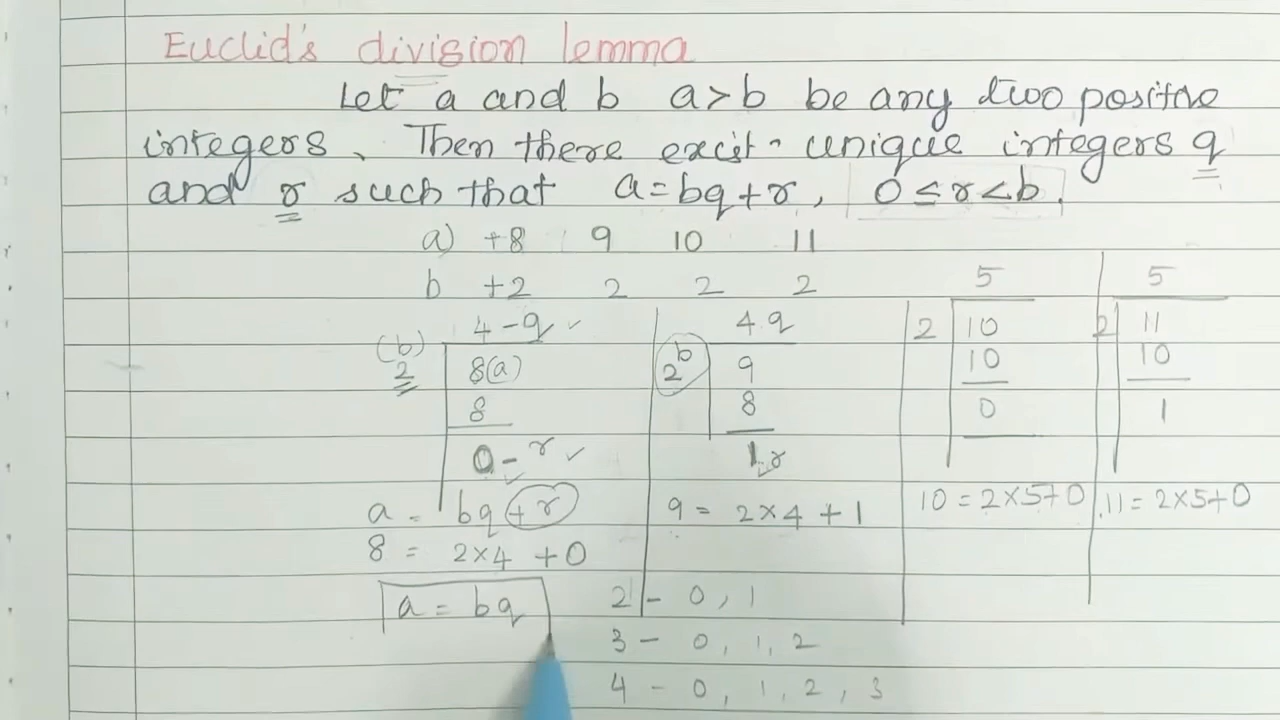 Euclid's division lemma
Let a and b a>b be any two positive
integers. Then there excit unique integers q
and r such that a=bq+r, 0≤r<b.
a) +8 9 10 11
b +2 2 2 2
5 5
4-q ✓ 4 q 2 10 2 11
(b) 2 8(a) 2 b 9 10 10
8 8 0 1
0-r ✓ 1 r
a = bq+r 9 = 2×4+1 10=2×5+0 11=2×5+0
8 = 2×4 +0
a = bq 2 - 0, 1
3 - 0, 1, 2
4 - 0, 1, 2, 3